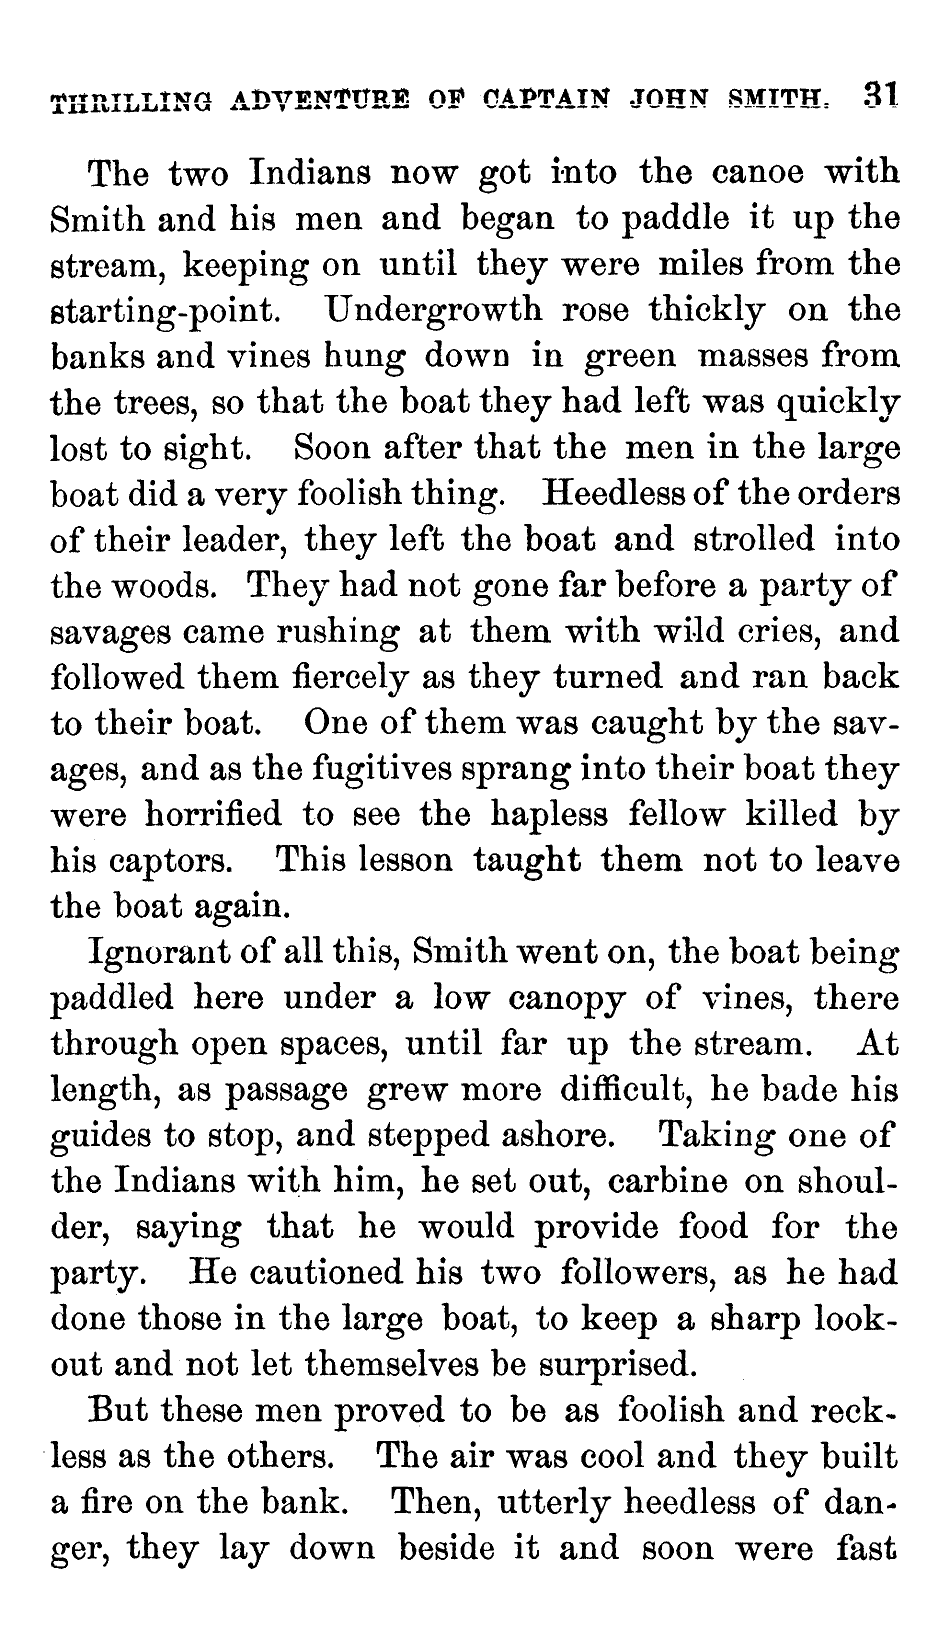 THRILLING ADVENTURE OF CAPTAIN JOHN SMITH. 31
The two Indians now got into the canoe with
Smith and his men and began to paddle it up the
stream, keeping on until they were miles from the
starting-point. Undergrowth rose thickly on the
banks and vines hung down in green masses from
the trees, so that the boat they had left was quickly
lost to sight. Soon after that the men in the large
boat did a very foolish thing. Heedless of the orders
of their leader, they left the boat and strolled into
the woods. They had not gone far before a party of
savages came rushing at them with wild cries, and
followed them fiercely as they turned and ran back
to their boat. One of them was caught by the sav-
ages, and as the fugitives sprang into their boat they
were horrified to see the hapless fellow killed by
his captors. This lesson taught them not to leave
the boat again.
Ignorant of all this, Smith went on, the boat being
paddled here under a low canopy of vines, there
through open spaces, until far up the stream. At
length, as passage grew more difficult, he bade his
guides to stop, and stepped ashore. Taking one of
the Indians with him, he set out, carbine on shoul-
der, saying that he would provide food for the
party. He cautioned his two followers, as he had
done those in the large boat, to keep a sharp look-
out and not let themselves be surprised.
But these men proved to be as foolish and reck-
less as the others. The air was cool and they built
a fire on the bank. Then, utterly heedless of dan-
ger, they lay down beside it and soon were fast